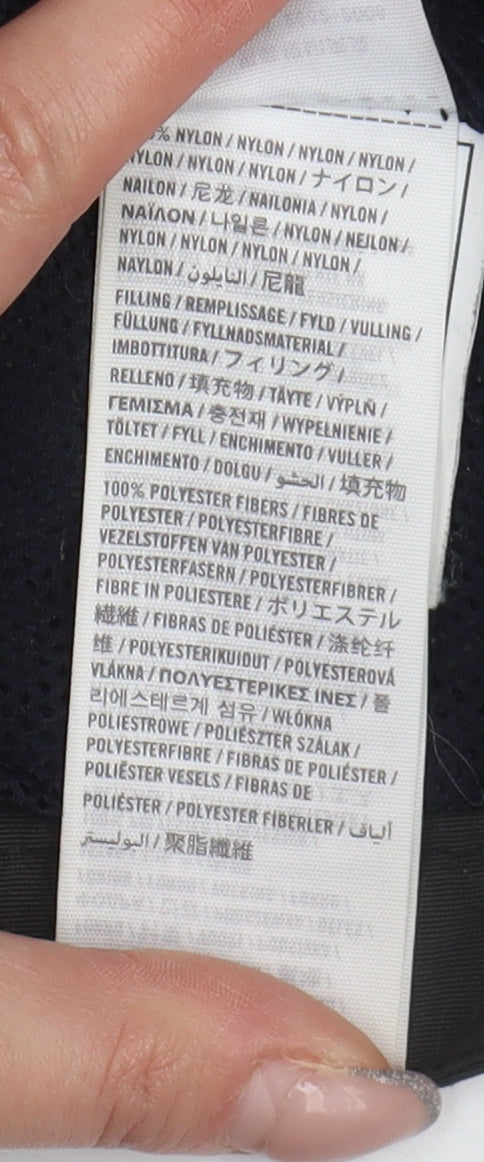 % NYLON / NYLON / NYLON / NYLON /
NYLON / NYLON / NYLON / ナイロン /
NAILON / 尼龙 / NAILONIA / NYLON /
ΝΑΪΛΟΝ / 나일론 / NYLON / NEJLON /
NYLON / NYLON / NYLON / NYLON /
NAYLON / النايلون / 尼龍
FILLING / REMPLISSAGE / FYLD / VULLING /
FÜLLUNG / FYLLNADSMATERIAL /
IMBOTTITURA / フィリング /
RELLENO / 填充物 / TÄYTE / VÝPLŇ /
ΓΕΜΙΣΜΑ / 충전재 / WYPEŁNIENIE /
TÖLTET / FYLL / ENCHIMENTO / VULLER /
ENCHIMENTO / DOLGU / الحشو / 填充物
100% POLYESTER FIBERS / FIBRES DE
POLYESTER / POLYESTERFIBRE /
VEZELSTOFFEN VAN POLYESTER /
POLYESTERFASERN / POLYESTERFIBRER /
FIBRE IN POLIESTERE / ポリエステル
繊維 / FIBRAS DE POLIÉSTER / 涤纶纤
维 / POLYESTERIKUIDUT / POLYESTEROVÁ
VLÁKNA / ΠΟΛΥΕΣΤΕΡΙΚΕΣ ΙΝΕΣ / 폴
리에스테르계 섬유 / WŁÓKNA
POLIESTROWE / POLIÉSZTER SZÁLAK /
POLYESTERFIBRE / FIBRAS DE POLIÉSTER /
POLIËSTER VESELS / FIBRAS DE
POLIÉSTER / POLYESTER FIBERLER / ألياف
البوليستر / 聚脂纖維